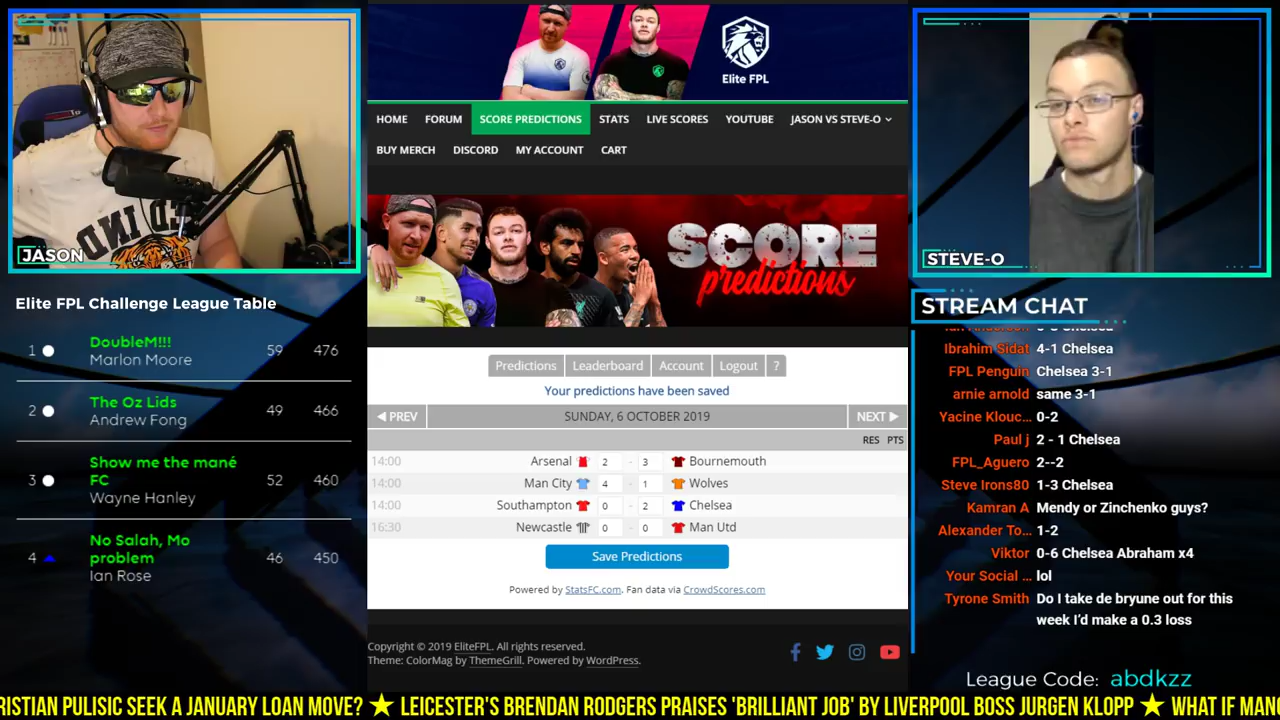 JASON
Elite FPL Challenge League Table
1 DoubleM!!! 59 476
Marlon Moore
2 The Oz Lids 49 466
Andrew Fong
3 Show me the mané FC 52 460
Wayne Hanley
4 No Salah, Mo problem 46 450
Ian Rose
Elite FPL
HOME FORUM SCORE PREDICTIONS STATS LIVE SCORES YOUTUBE JASON VS STEVE-O
BUY MERCH DISCORD MY ACCOUNT CART
SCORE
predictions
Predictions Leaderboard Account Logout ?
Your predictions have been saved
◀ PREV SUNDAY, 6 OCTOBER 2019 NEXT ▶
RES PTS
14:00 Arsenal 2 - 3 Bournemouth
14:00 Man City 4 - 1 Wolves
14:00 Southampton 0 - 2 Chelsea
16:30 Newcastle 0 - 0 Man Utd
Save Predictions
Powered by StatsFC.com. Fan data via CrowdScores.com
Copyright © 2019 EliteFPL. All rights reserved.
Theme: ColorMag by ThemeGrill. Powered by WordPress.
STEVE-O
STREAM CHAT
Chelsea
Ibrahim Sidat 4-1 Chelsea
FPL Penguin Chelsea 3-1
arnie arnold same 3-1
Yacine Klouc... 0-2
Paul j 2 - 1 Chelsea
FPL_Aguero 2--2
Steve Irons80 1-3 Chelsea
Kamran A Mendy or Zinchenko guys?
Alexander To... 1-2
Viktor 0-6 Chelsea Abraham x4
Your Social ... lol
Tyrone Smith Do I take de bryune out for this
week I'd make a 0.3 loss
League Code: abdkzz
RISTIAN PULISIC SEEK A JANUARY LOAN MOVE? ★ LEICESTER'S BRENDAN RODGERS PRAISES 'BRILLIANT JOB' BY LIVERPOOL BOSS JURGEN KLOPP ★ WHAT IF MAN